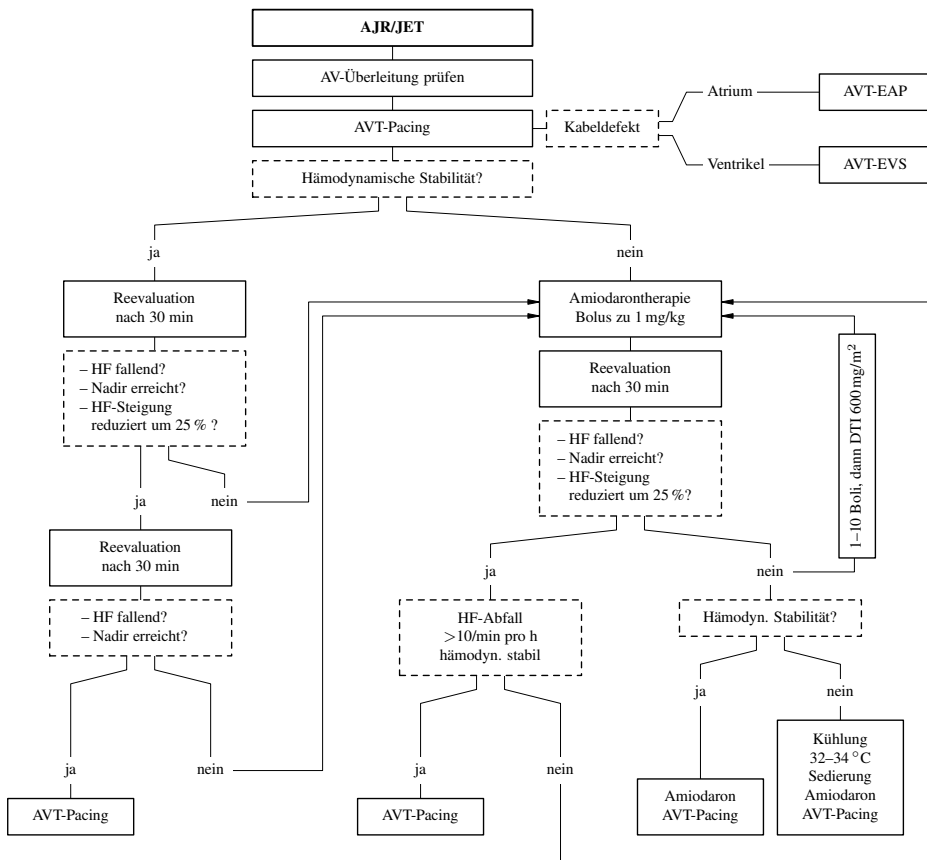 AJR/JET
AV-Überleitung prüfen
AVT-Pacing
Kabeldefekt
Atrium
AVT-EAP
Ventrikel
AVT-EVS
Hämodynamische Stabilität?
ja
nein
Reevaluation
nach 30 min
Amiodarontherapie
Bolus zu 1 mg/kg
– HF fallend?
– Nadir erreicht?
– HF-Steigung
reduziert um 25 % ?
Reevaluation
nach 30 min
– HF fallend?
– Nadir erreicht?
– HF-Steigung
reduziert um 25 %?
1–10 Boli, dann DTI 600 mg/m²
ja
nein
Reevaluation
nach 30 min
ja
nein
– HF fallend?
– Nadir erreicht?
HF-Abfall
>10/min pro h
hämodyn. stabil
Hämodyn. Stabilität?
ja
nein
ja
nein
ja
nein
AVT-Pacing
AVT-Pacing
Amiodaron
AVT-Pacing
Kühlung
32–34 °C
Sedierung
Amiodaron
AVT-Pacing